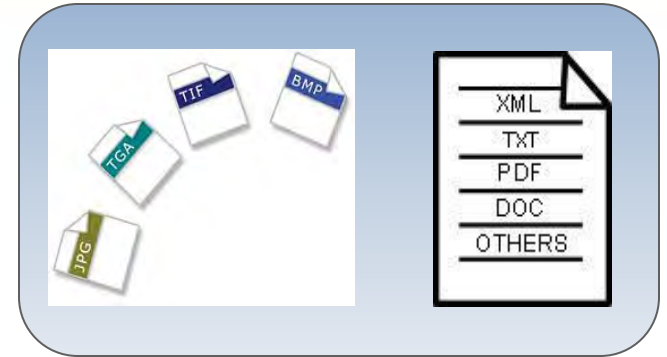 TIF
BMP
TGA
JPG
XML
TXT
PDF
DOC
OTHERS